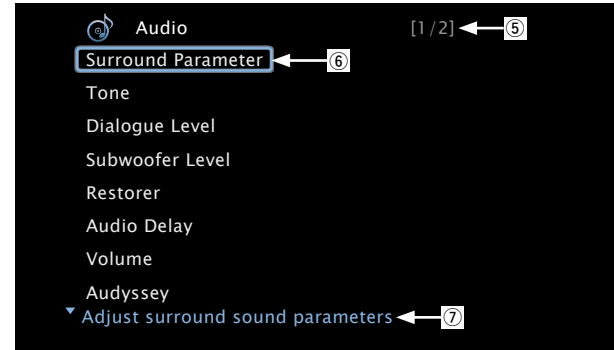 Audio [1/2] ⑤
Surround Parameter ⑥
Tone
Dialogue Level
Subwoofer Level
Restorer
Audio Delay
Volume
Audyssey
Adjust surround sound parameters ⑦